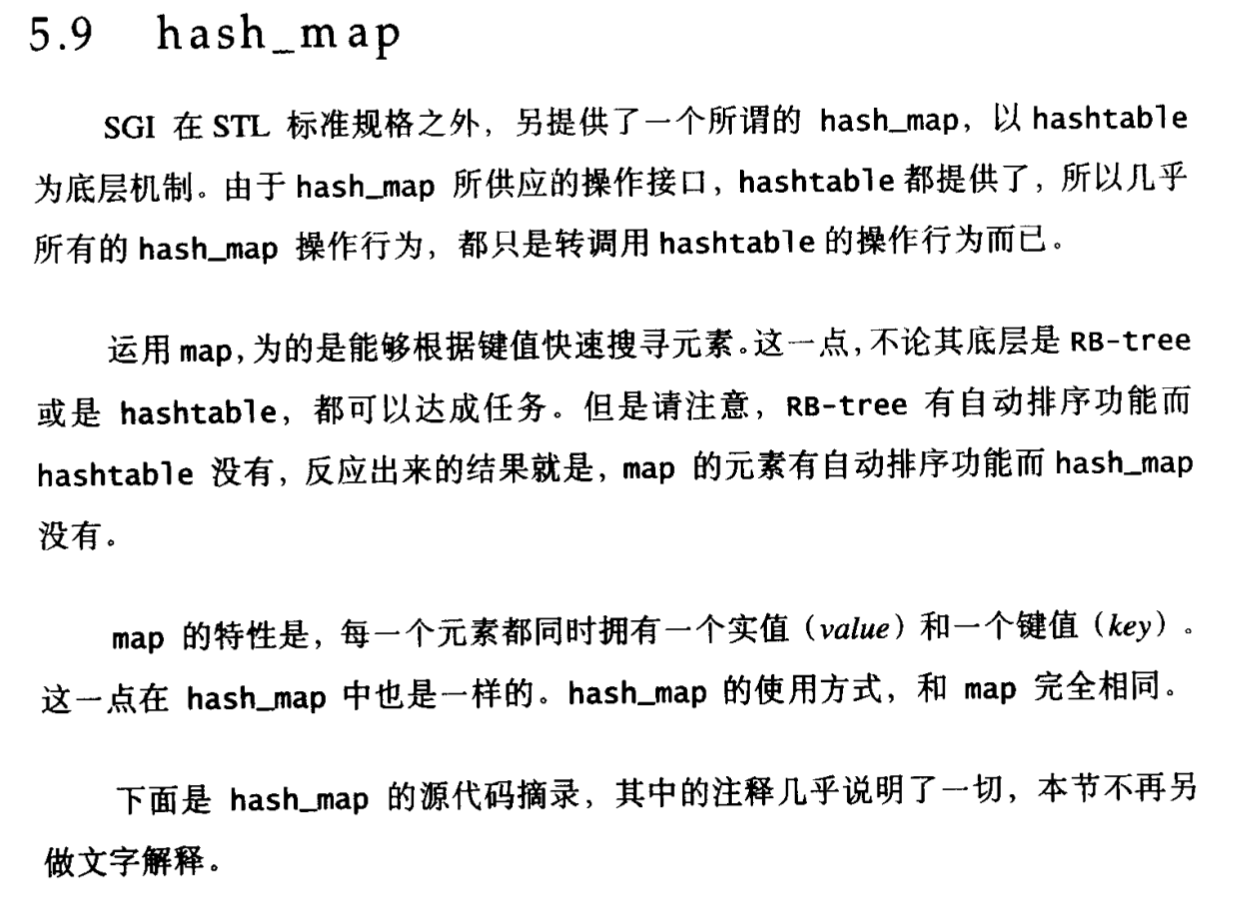 5.9 hash_map
SGI 在 STL 标准规格之外，另提供了一个所谓的 hash_map，以 hashtable
为底层机制。由于 hash_map 所供应的操作接口，hashtable 都提供了，所以几乎
所有的 hash_map 操作行为，都只是转调用 hashtable 的操作行为而已。
运用 map，为的是能够根据键值快速搜寻元素。这一点，不论其底层是 RB-tree
或是 hashtable，都可以达成任务。但是请注意，RB-tree 有自动排序功能而
hashtable 没有，反应出来的结果就是，map 的元素有自动排序功能而 hash_map
没有。
map 的特性是，每一个元素都同时拥有一个实值（value）和一个键值（key）。
这一点在 hash_map 中也是一样的。hash_map 的使用方式，和 map 完全相同。
下面是 hash_map 的源代码摘录，其中的注释几乎说明了一切，本节不再另
做文字解释。